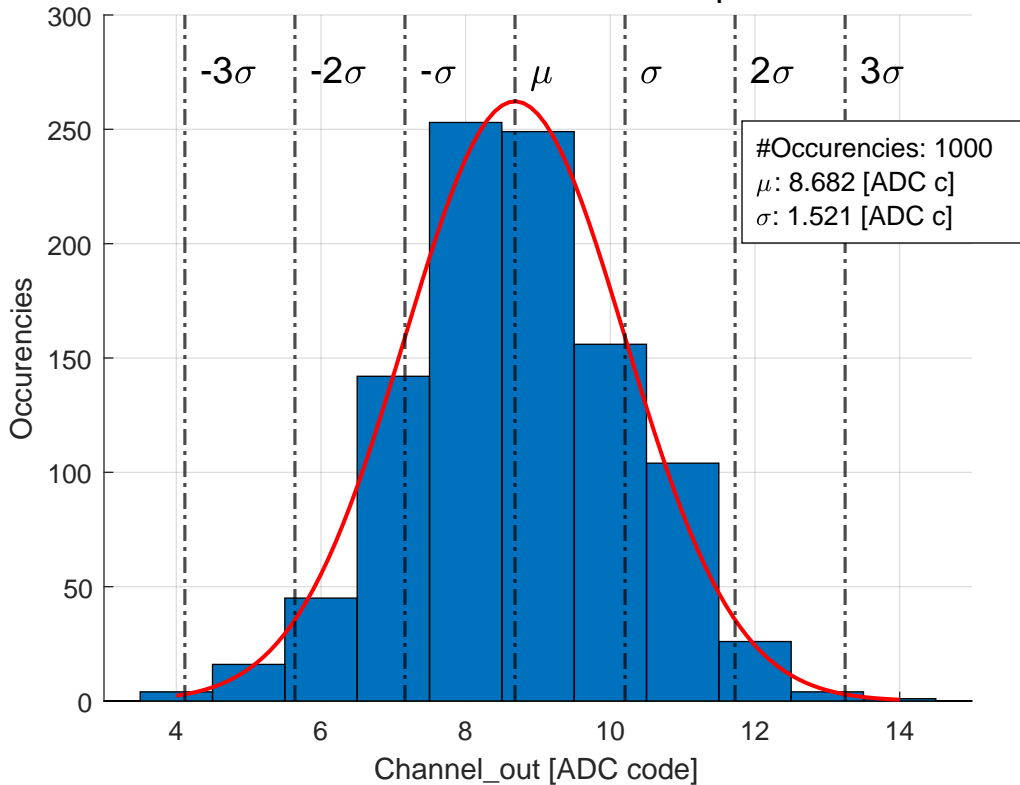 300
-3σ -2σ -σ μ σ 2σ 3σ
250
#Occurencies: 1000
μ: 8.682 [ADC c]
σ: 1.521 [ADC c]
200
150
100
50
0
Occurencies
4 6 8 10 12 14
Channel_out [ADC code]